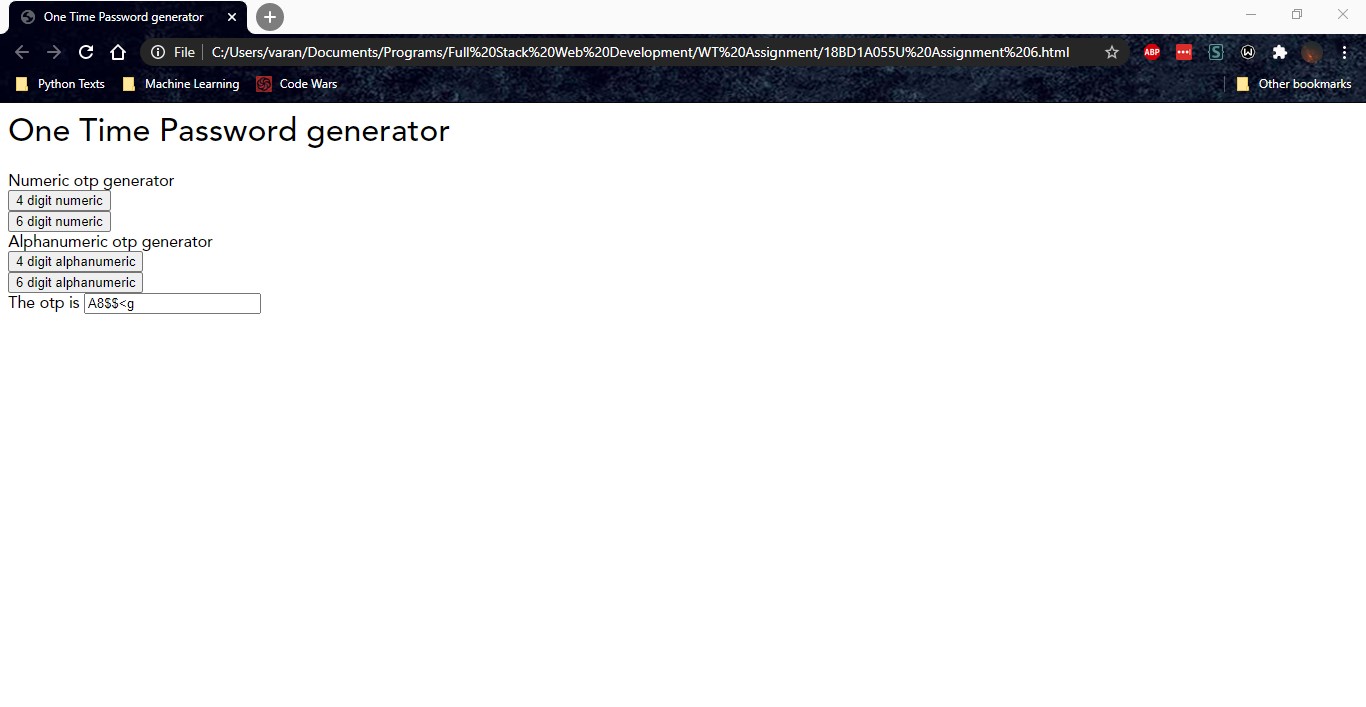 One Time Password generator
File C:/Users/varan/Documents/Programs/Full%20Stack%20Web%20Development/WT%20Assignment/18BD1A055U%20Assignment%206.html
ABP
S
W
Python Texts Machine Learning Code Wars Other bookmarks
One Time Password generator
Numeric otp generator
4 digit numeric
6 digit numeric
Alphanumeric otp generator
4 digit alphanumeric
6 digit alphanumeric
The otp is A8$$<g